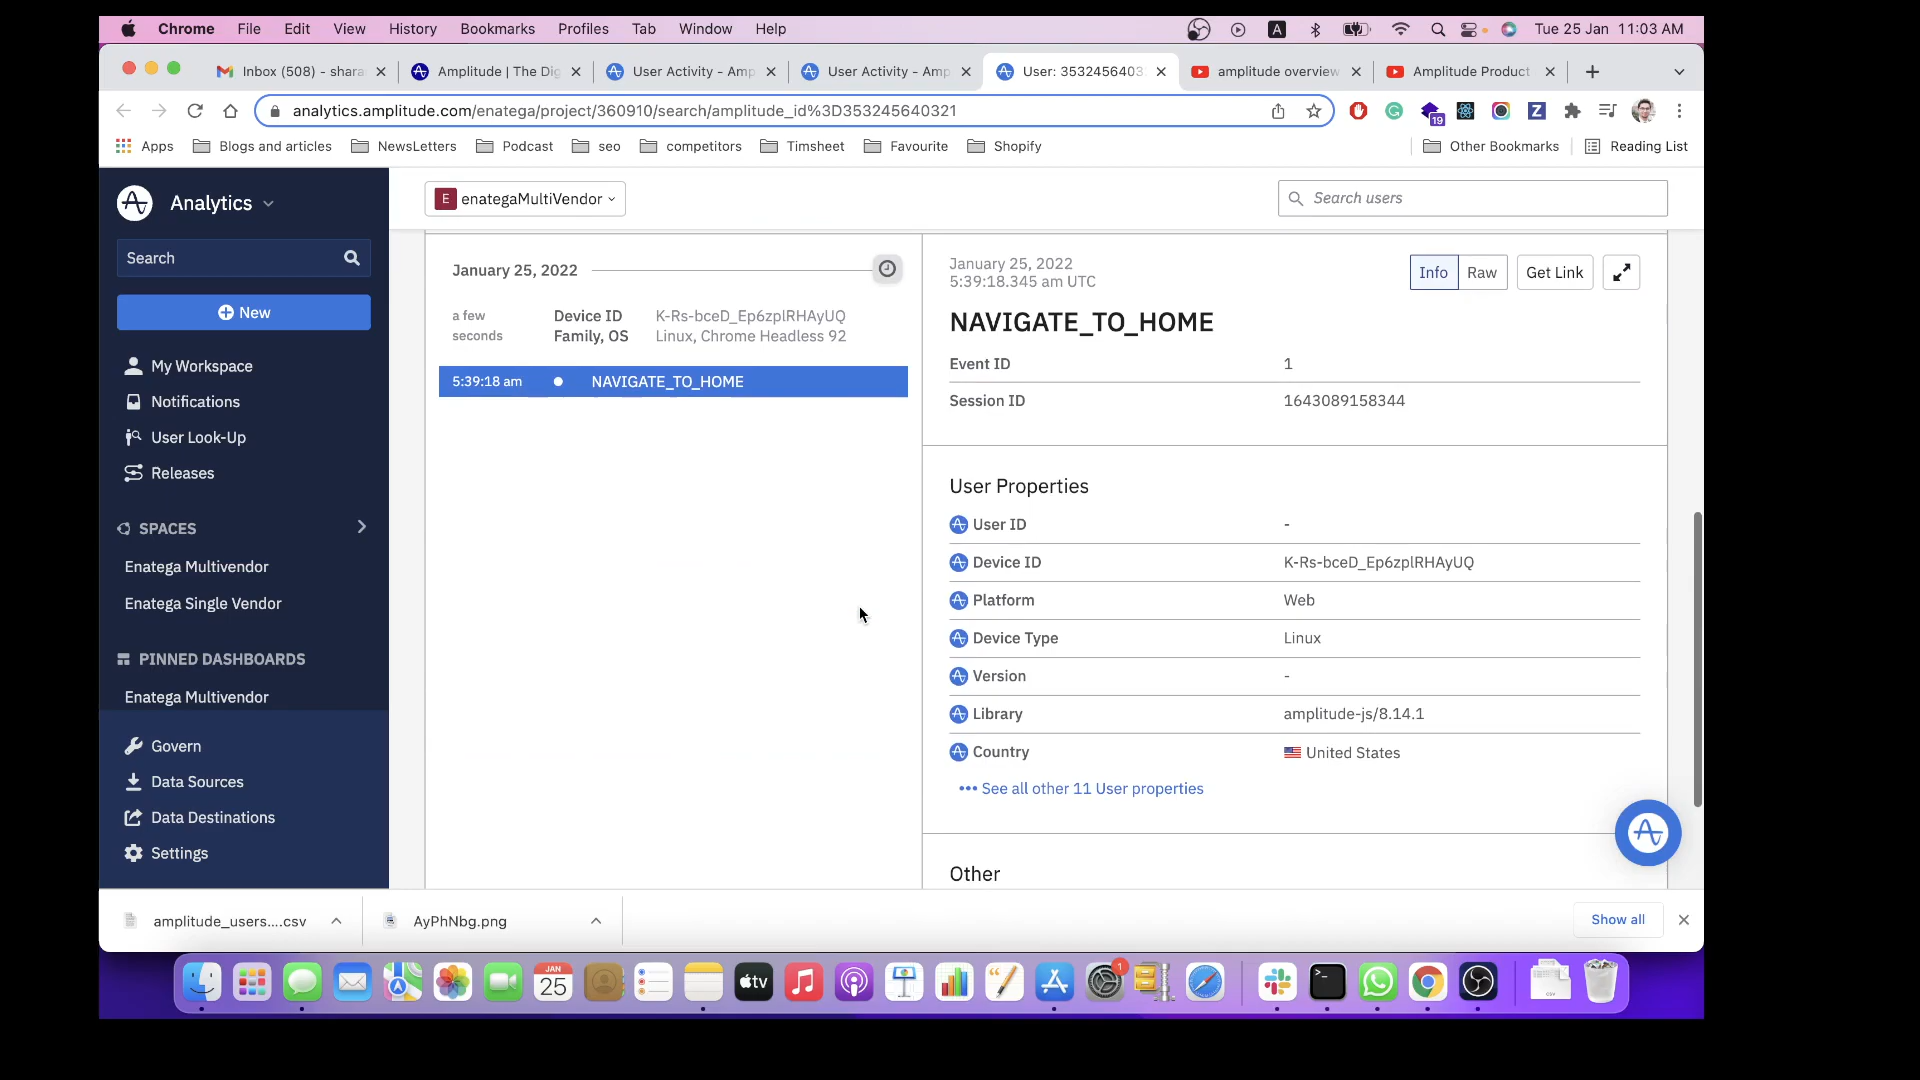 Chrome File Edit View History Bookmarks Profiles Tab Window Help A Tue 25 Jan 11:03 AM
Inbox (508) - shara Amplitude | The Dig User Activity - Amp User Activity - Amp User: 3532456403 amplitude overview Amplitude Product
analytics.amplitude.com/enatega/project/360910/search/amplitude_id%3D353245640321
19
Apps Blogs and articles NewsLetters Podcast seo competitors Timsheet Favourite Shopify Other Bookmarks Reading List
Analytics
E enategaMultiVendor
Search users
Search
New
My Workspace
Notifications
User Look-Up
Releases
SPACES
Enatega Multivendor
Enatega Single Vendor
PINNED DASHBOARDS
Enatega Multivendor
Govern
Data Sources
Data Destinations
Settings
January 25, 2022
a few seconds
Device ID K-Rs-bceD_Ep6zplRHAyUQ
Family, OS Linux, Chrome Headless 92
5:39:18 am NAVIGATE_TO_HOME
January 25, 2022
5:39:18.345 am UTC
Info Raw Get Link
NAVIGATE_TO_HOME
Event ID 1
Session ID 1643089158344
User Properties
User ID -
Device ID K-Rs-bceD_Ep6zplRHAyUQ
Platform Web
Device Type Linux
Version -
Library amplitude-js/8.14.1
Country United States
••• See all other 11 User properties
Other
amplitude_users....csv AyPhNbg.png Show all
JAN
25
tv
1